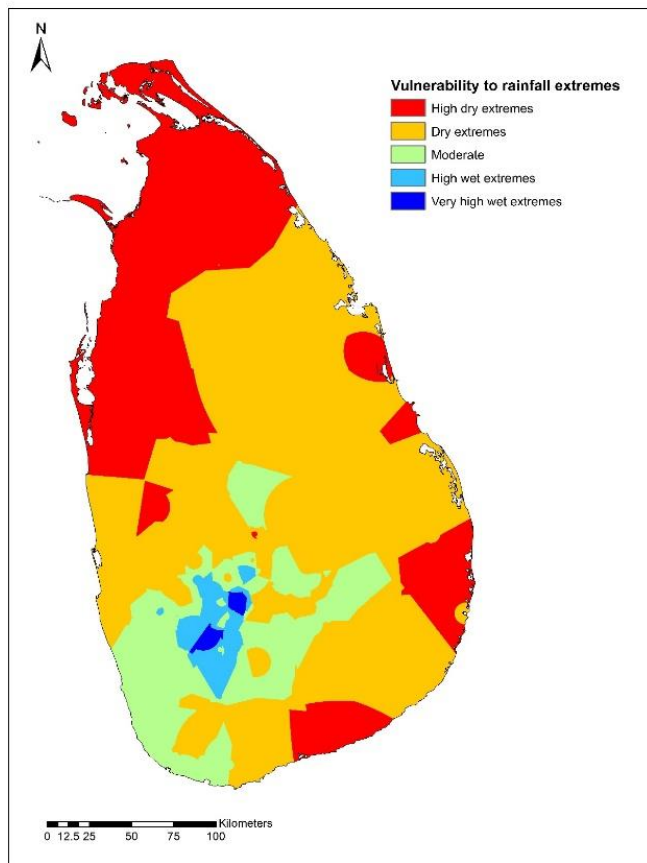 N
Vulnerability to rainfall extremes
High dry extremes
Dry extremes
Moderate
High wet extremes
Very high wet extremes
Kilometers
0 12.5 25 50 75 100